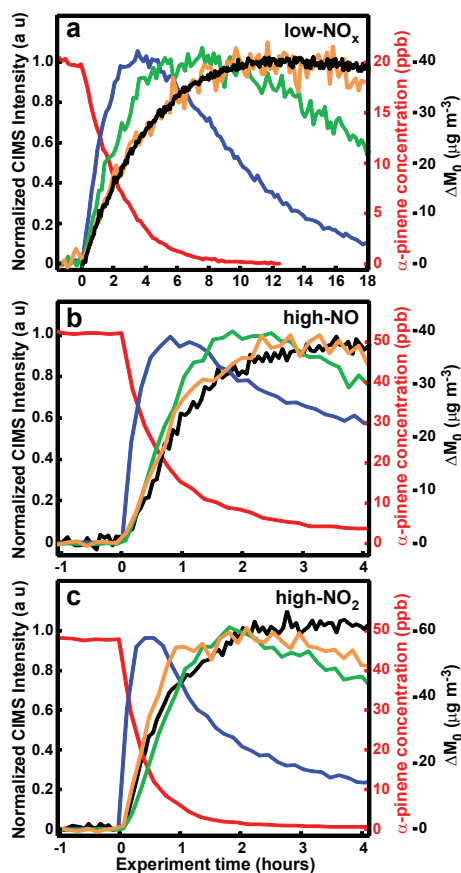 a
low-NOx
Normalized CIMS Intensity (a u)
1.0
0.8
0.6
0.4
0.2
0
20
15
10
5
0
α-pinene concentration (ppb)
40
30
20
10
0
ΔM0 (μg m-3)
0 2 4 6 8 10 12 14 16 18
b
high-NO
Normalized CIMS Intensity (a u)
1.0
0.8
0.6
0.4
0.2
0
50
40
30
20
10
0
α-pinene concentration (ppb)
40
30
20
10
0
ΔM0 (μg m-3)
-1 0 1 2 3 4
c
high-NO2
Normalized CIMS Intensity (a u)
1.0
0.8
0.6
0.4
0.2
0
50
40
30
20
10
0
α-pinene concentration (ppb)
60
40
20
0
ΔM0 (μg m-3)
-1 0 1 2 3 4
Experiment time (hours)